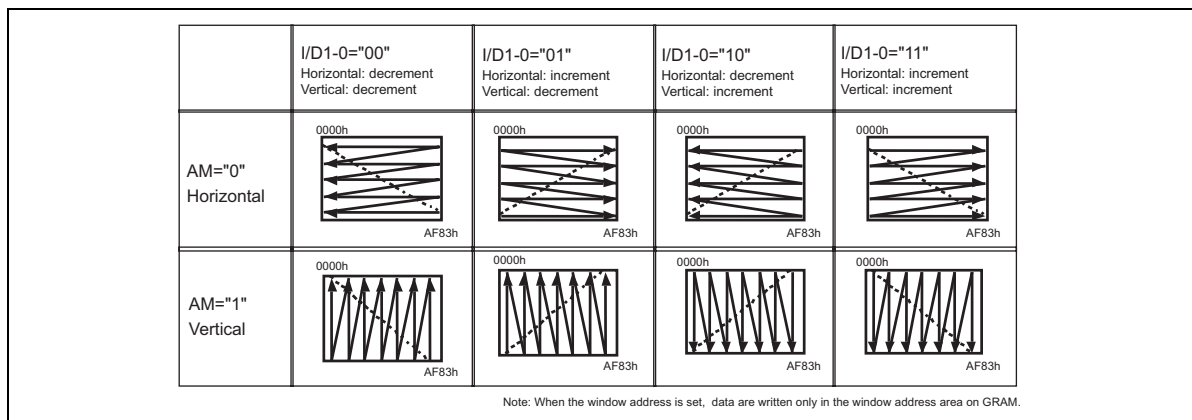 I/D1-0="00"
Horizontal: decrement
Vertical: decrement
I/D1-0="01"
Horizontal: increment
Vertical: decrement
I/D1-0="10"
Horizontal: decrement
Vertical: increment
I/D1-0="11"
Horizontal: increment
Vertical: increment
AM="0"
Horizontal
0000h
AF83h
0000h
AF83h
0000h
AF83h
0000h
AF83h
AM="1"
Vertical
0000h
AF83h
0000h
AF83h
0000h
AF83h
0000h
AF83h
Note: When the window address is set, data are written only in the window address area on GRAM.